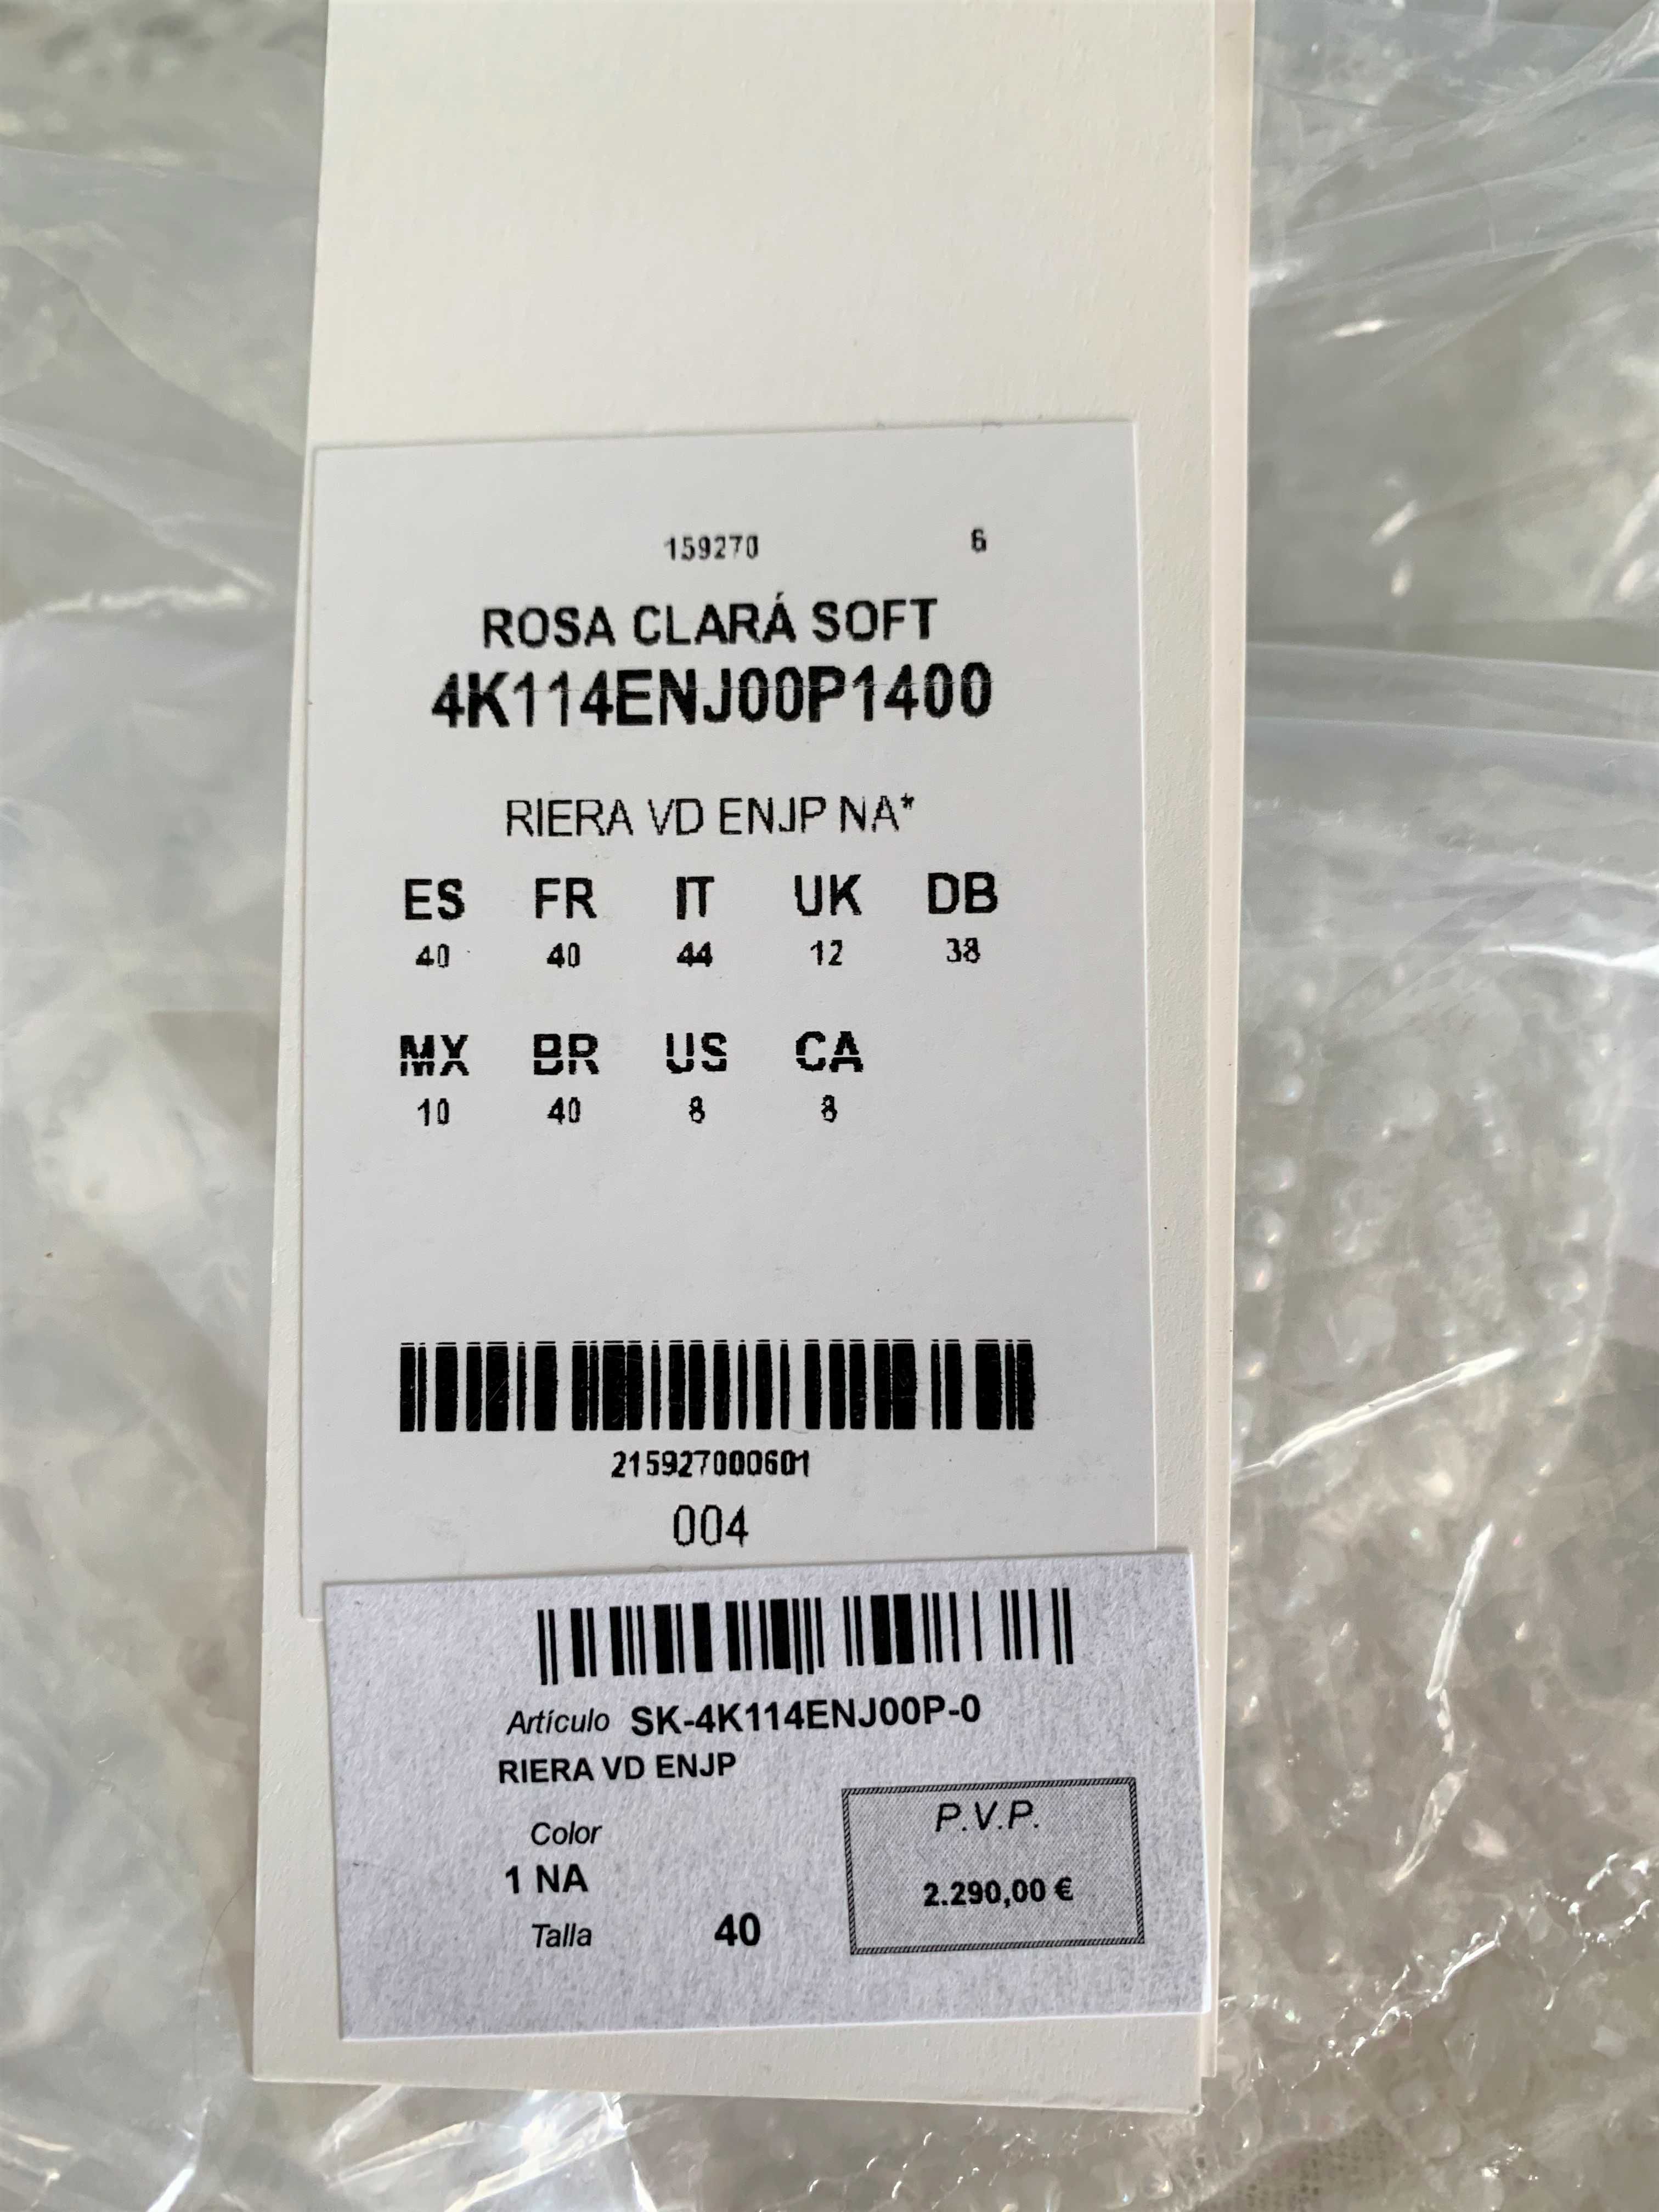 159270 6
ROSA CLARÁ SOFT
4K114ENJ00P1400
RIERA VD ENJP NA*
ES FR IT UK DB
40 40 44 12 38
MX BR US CA
10 40 8 8
215927000601
004
Artículo SK-4K114ENJ00P-0
RIERA VD ENJP
Color
1 NA
Talla 40
P.V.P.
2.290,00 €